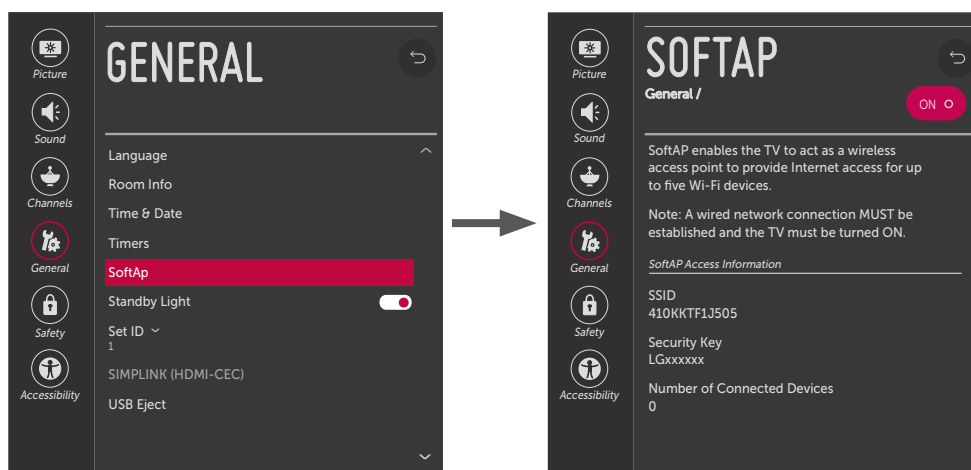 GENERAL
Picture
Sound
Channels
General
Safety
Accessibility
Language
Room Info
Time & Date
Timers
SoftAp
Standby Light
Set ID
1
SIMPLINK (HDMI-CEC)
USB Eject
SOFTAP
General /
ON
Picture
Sound
Channels
General
Safety
Accessibility
SoftAP enables the TV to act as a wireless
access point to provide Internet access for up
to five Wi-Fi devices.
Note: A wired network connection MUST be
established and the TV must be turned ON.
SoftAP Access Information
SSID
410KKTF1J505
Security Key
LGxxxxxx
Number of Connected Devices
0